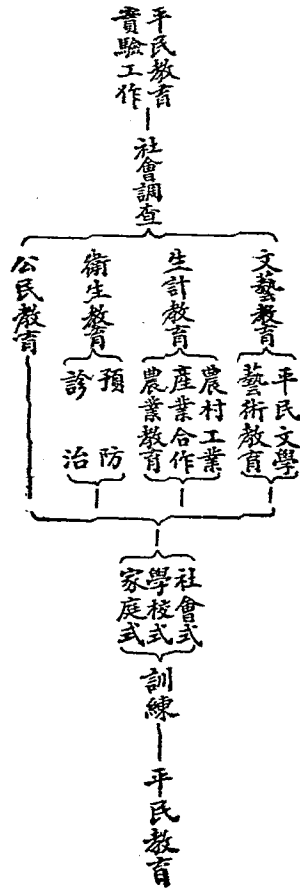 平民教育
實驗工作
社會調查
文藝教育
平民文學
藝術教育
生計教育
農村工業
產業合作
農業教育
衛生教育
預防
診治
公民教育
社會式
學校式
家庭式
訓練
平民教育